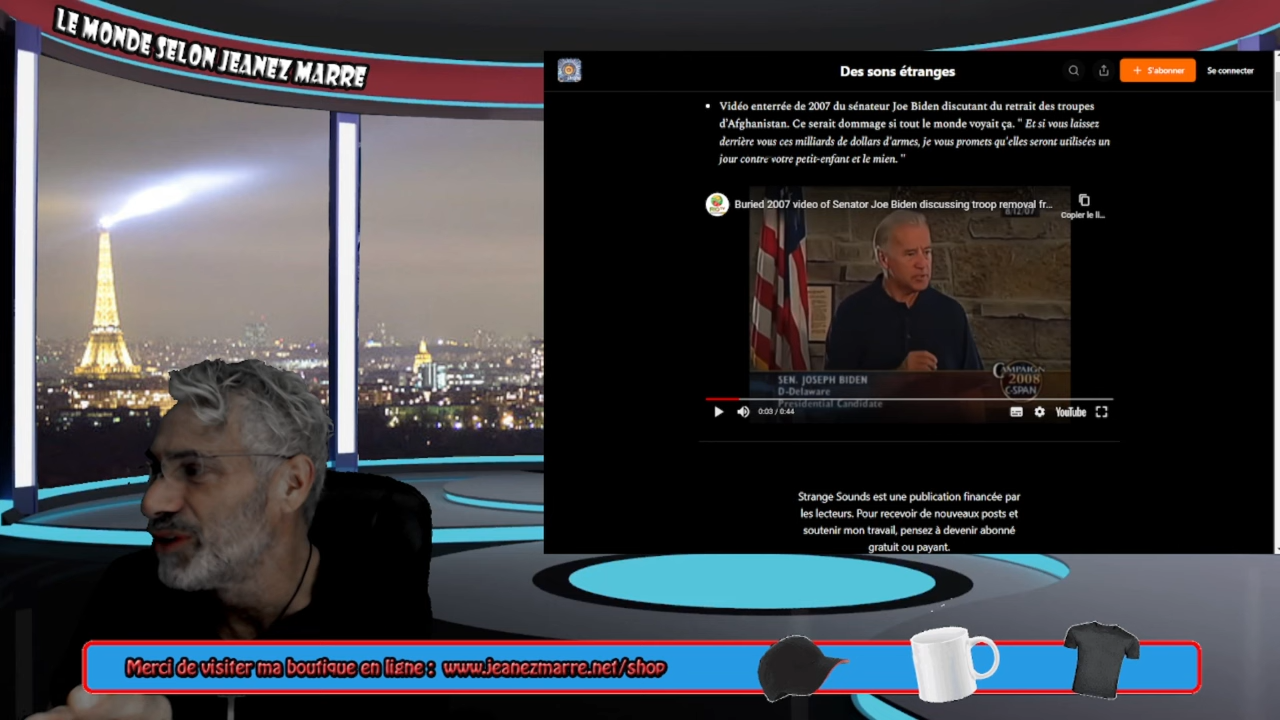 LE MONDE SELON JEANEZ MARRE
Des sons étranges
+ S'abonner
Se connecter
• Vidéo enterrée de 2007 du sénateur Joe Biden discutant du retrait des troupes
d'Afghanistan. Ce serait dommage si tout le monde voyait ça. " Et si vous laissez
derrière vous ces milliards de dollars d'armes, je vous promets qu'elles seront utilisées un
jour contre votre petit-enfant et le mien. "
Buried 2007 video of Senator Joe Biden discussing troop removal fr...
Copier le li...
8/12/07
SEN. JOSEPH BIDEN
D-Delaware
Presidential Candidate
CAMPAIGN
2008
C-SPAN
0:03 / 0:44
YouTube
Strange Sounds est une publication financée par
les lecteurs. Pour recevoir de nouveaux posts et
soutenir mon travail, pensez à devenir abonné
gratuit ou payant.
Merci de visiter ma boutique en ligne : www.jeanezmarre.net/shop